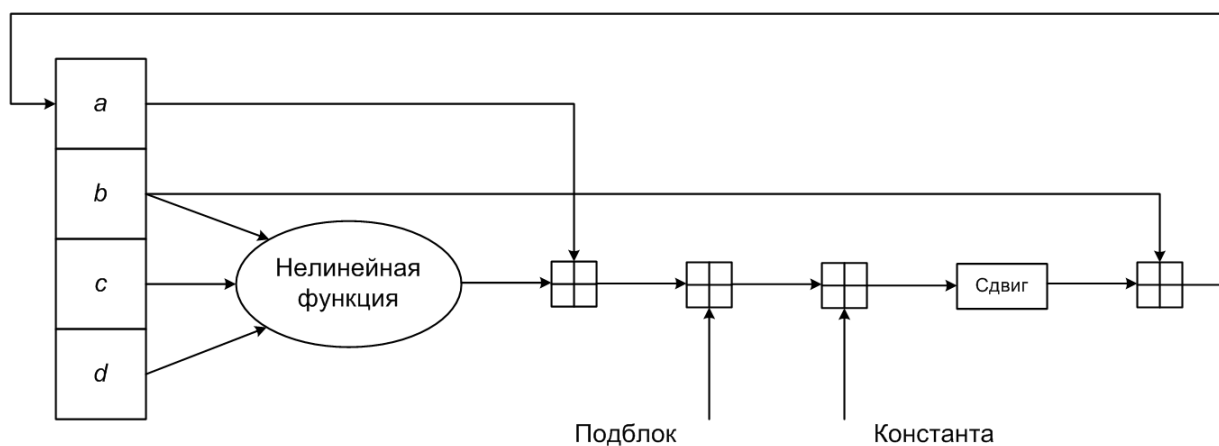 a
b
c
d
Нелинейная
функция
Сдвиг
Подблок
Константа